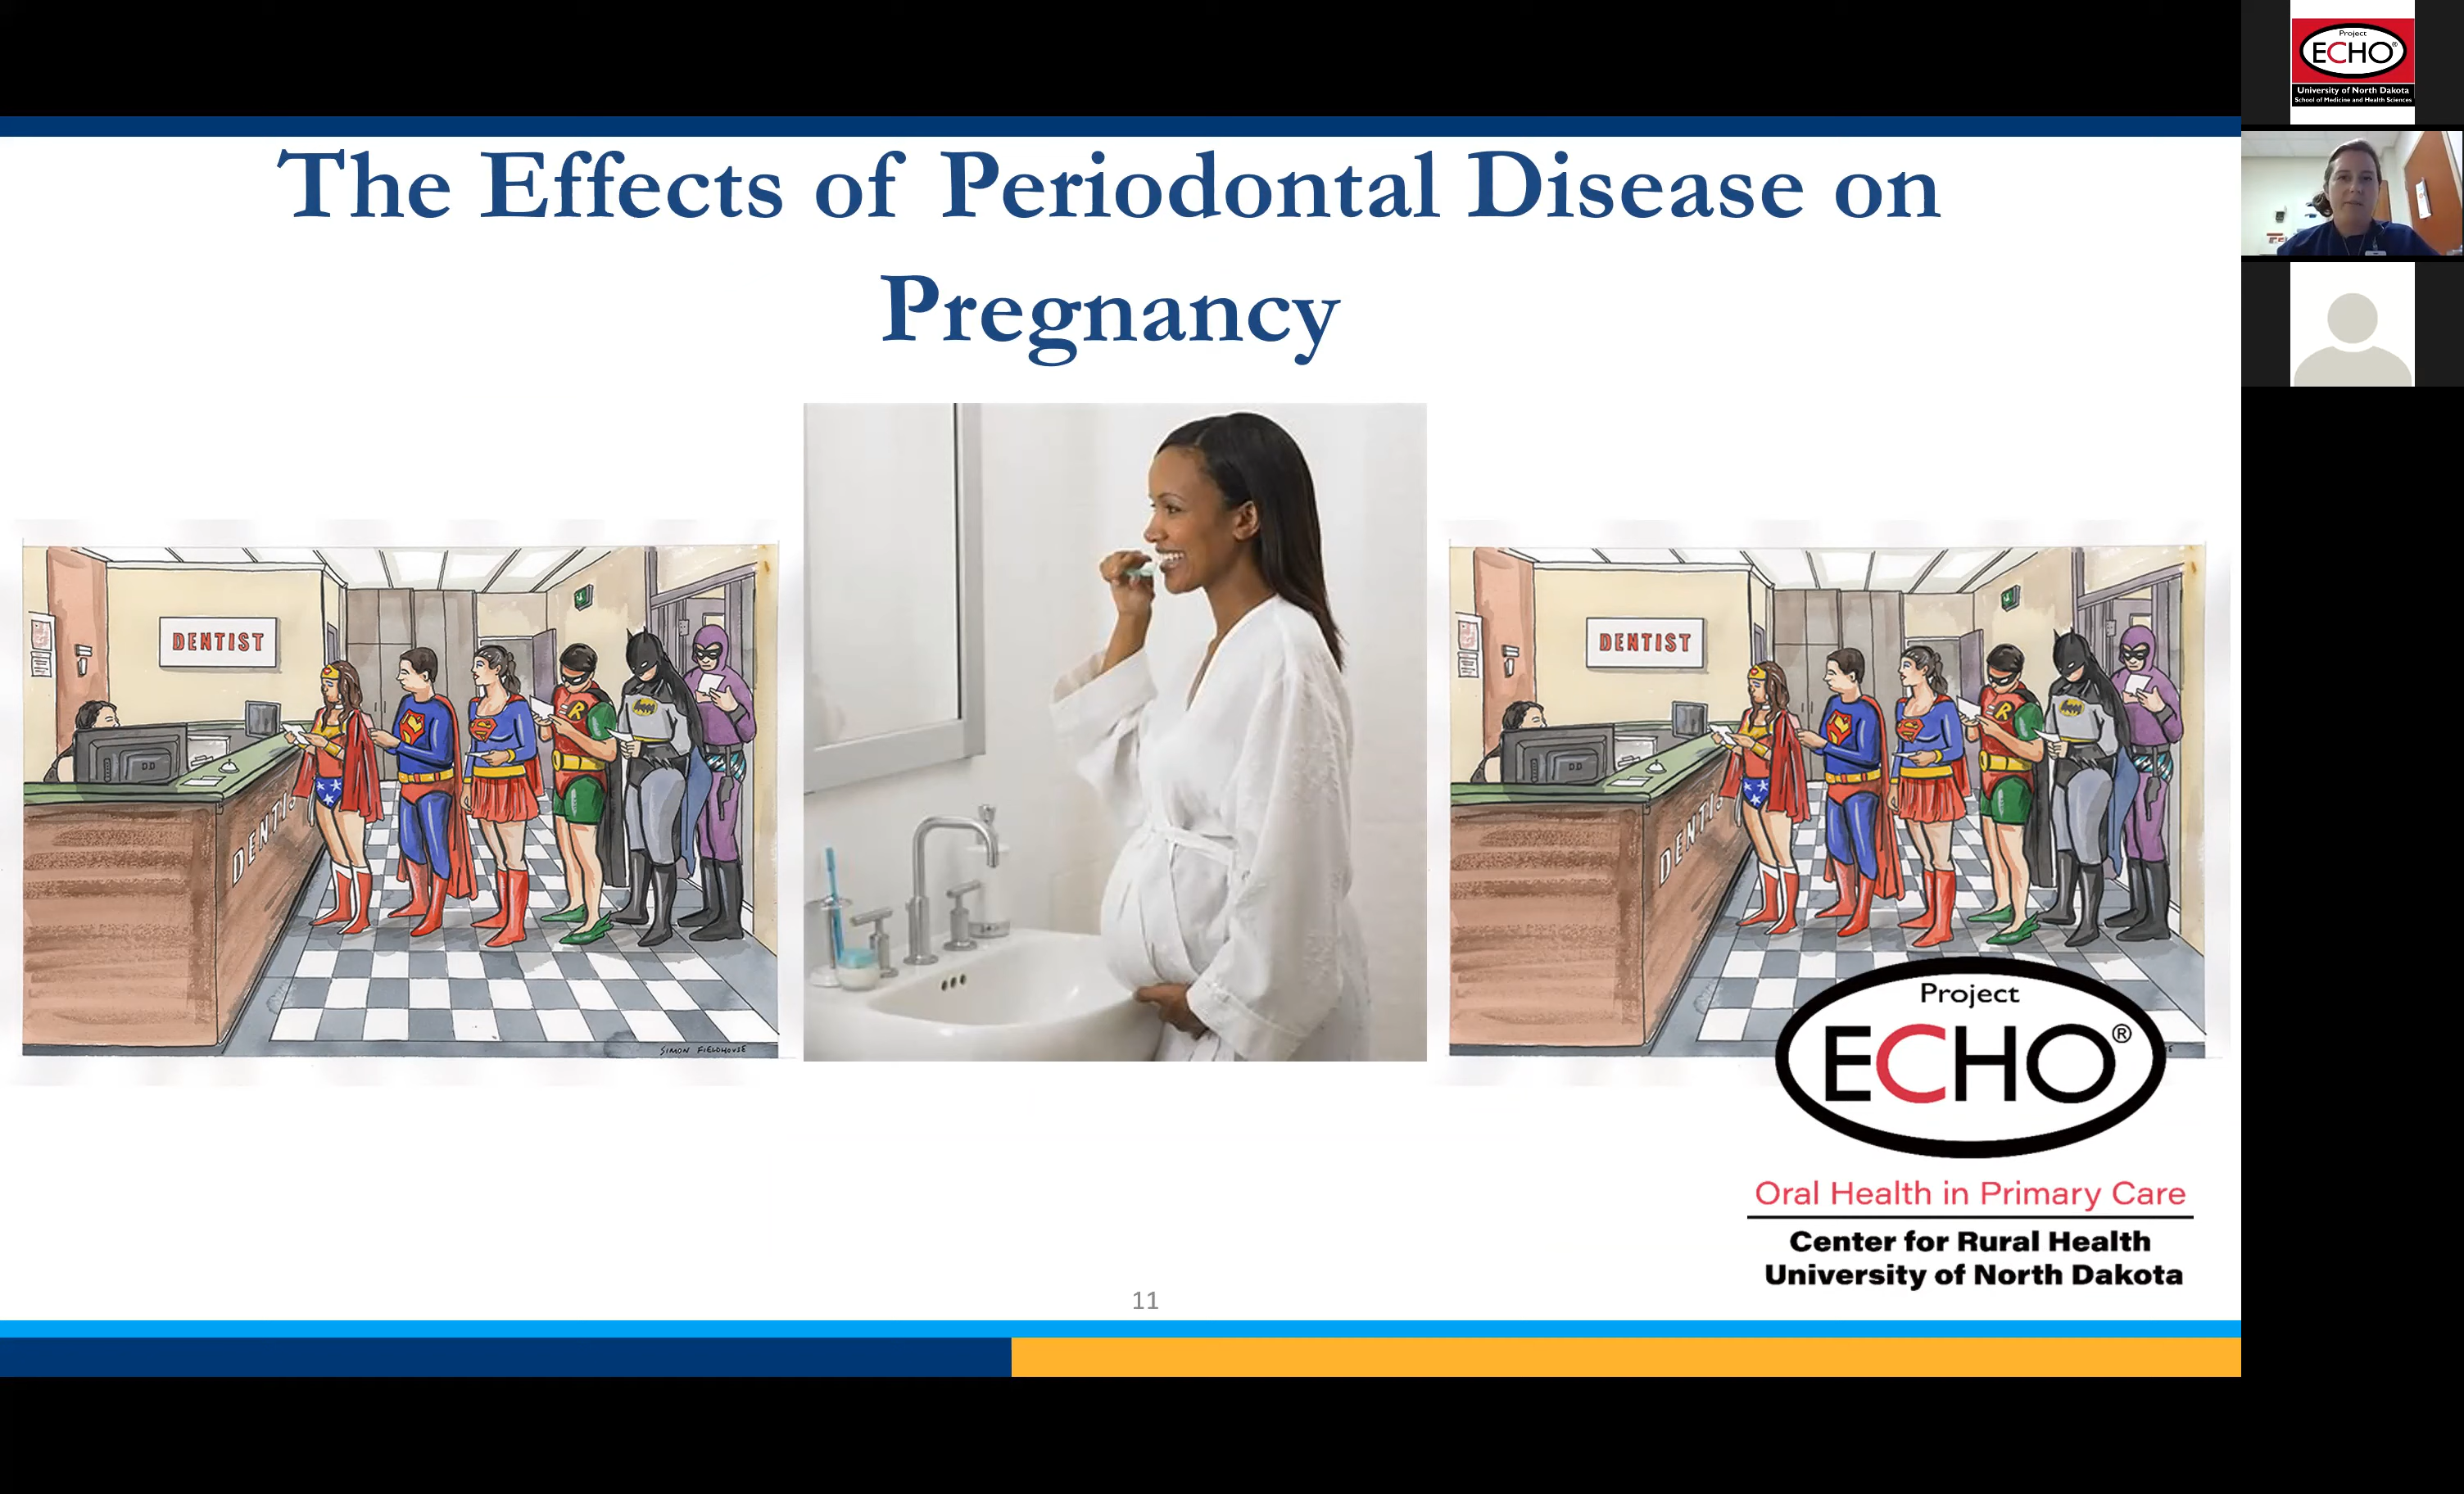 The Effects of Periodontal Disease on
Pregnancy
DENTIST
DENTIST
SIMON FIELDHOUSE
DENTIST
Project
ECHO®
Oral Health in Primary Care
Center for Rural Health
University of North Dakota
11
Project
ECHO®
University of North Dakota
School of Medicine and Health Sciences